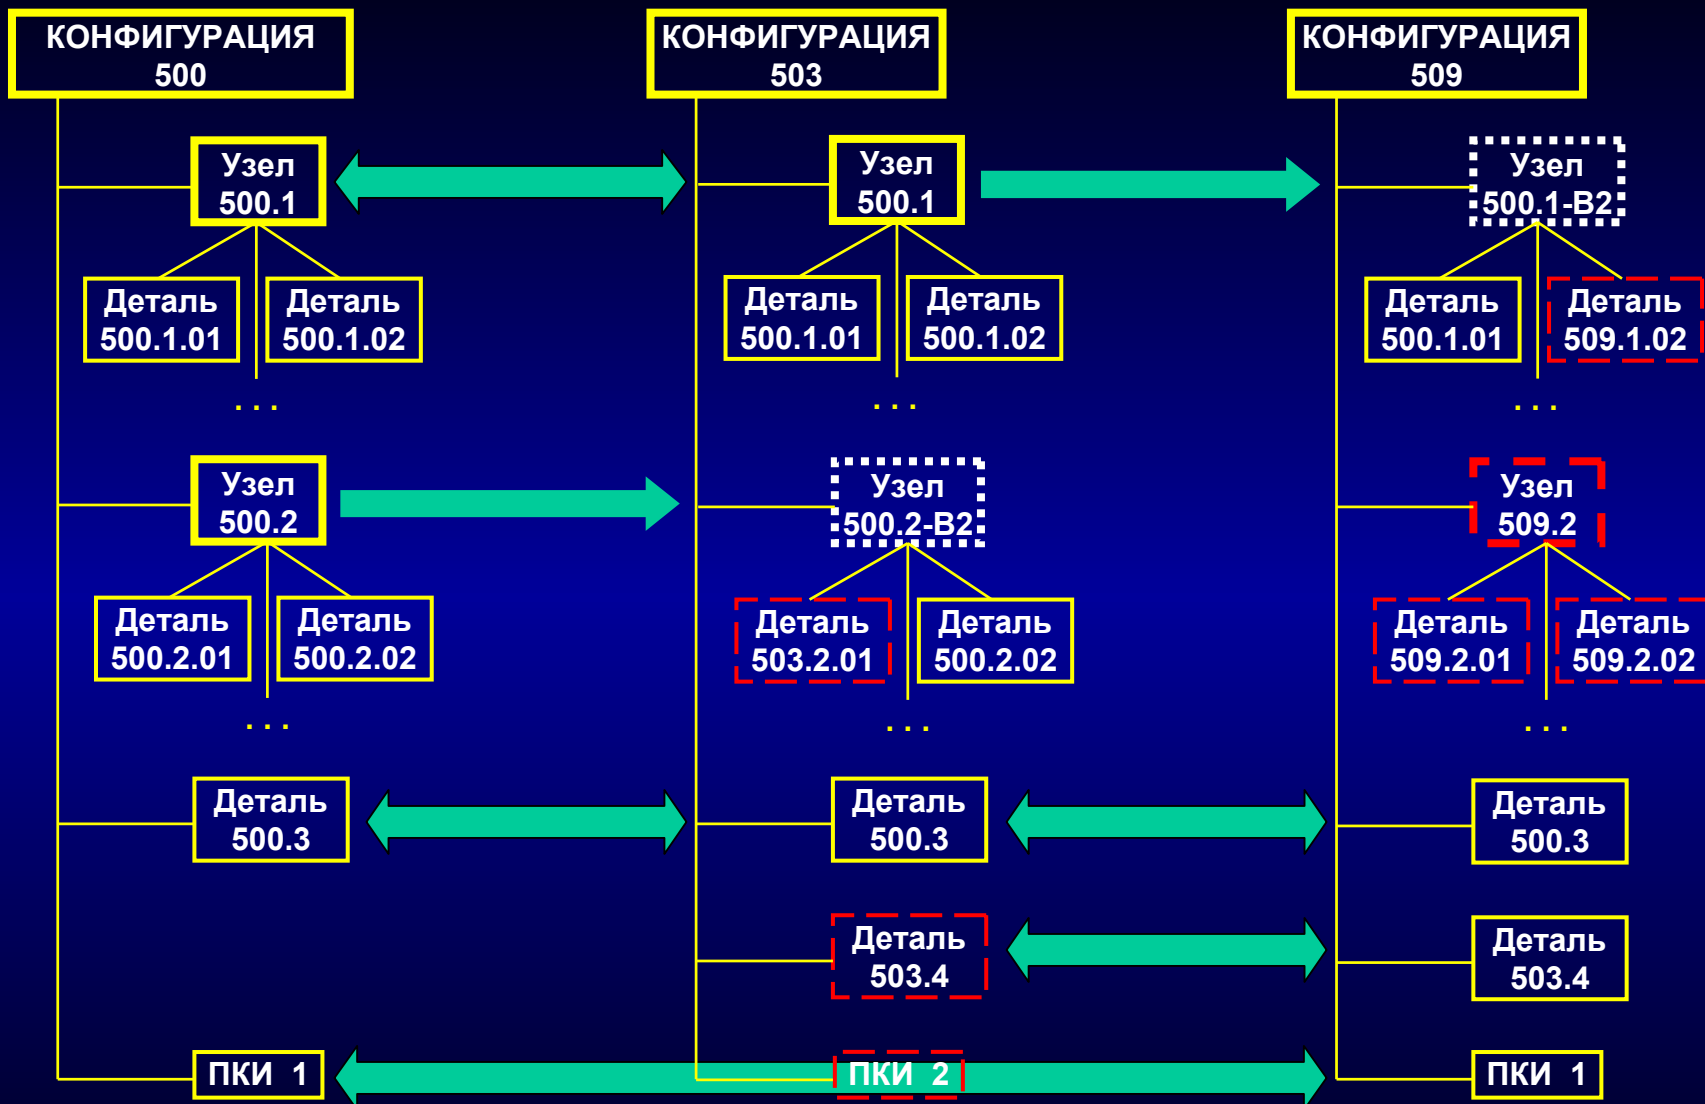 КОНФИГУРАЦИЯ
500
КОНФИГУРАЦИЯ
503
КОНФИГУРАЦИЯ
509
Узел
500.1
Узел
500.1
Узел
500.1-В2
Деталь
500.1.01
Деталь
500.1.02
Деталь
500.1.01
Деталь
500.1.02
Деталь
500.1.01
Деталь
509.1.02
. . .
. . .
. . .
Узел
500.2
Узел
500.2-В2
Узел
509.2
Деталь
500.2.01
Деталь
500.2.02
Деталь
503.2.01
Деталь
500.2.02
Деталь
509.2.01
Деталь
509.2.02
. . .
. . .
. . .
Деталь
500.3
Деталь
500.3
Деталь
500.3
Деталь
503.4
Деталь
503.4
ПКИ 1
ПКИ 2
ПКИ 1